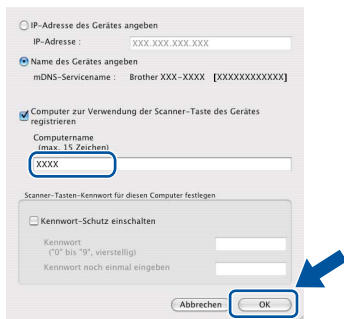 IP-Adresse des Gerätes angeben
IP-Adresse : XXX.XXX.XXX.XXX
Name des Gerätes angeben
mDNS-Servicename : Brother XXX-XXXX [XXXXXXXXXXXX]
Computer zur Verwendung der Scanner-Taste des Gerätes
registrieren
Computername
(max. 15 Zeichen)
XXXX
Scanner-Tasten-Kennwort für diesen Computer festlegen
Kennwort-Schutz einschalten
Kennwort
("0" bis "9", vierstellig)
Kennwort noch einmal eingeben
Abbrechen OK